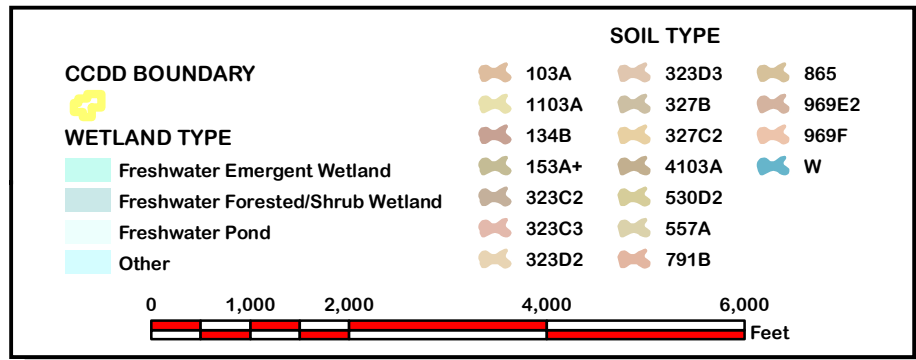 SOIL TYPE
CCDD BOUNDARY
WETLAND TYPE
Freshwater Emergent Wetland
Freshwater Forested/Shrub Wetland
Freshwater Pond
Other
103A
1103A
134B
153A+
323C2
323C3
323D2
323D3
327B
327C2
4103A
530D2
557A
791B
865
969E2
969F
W
0 1,000 2,000 4,000 6,000
Feet